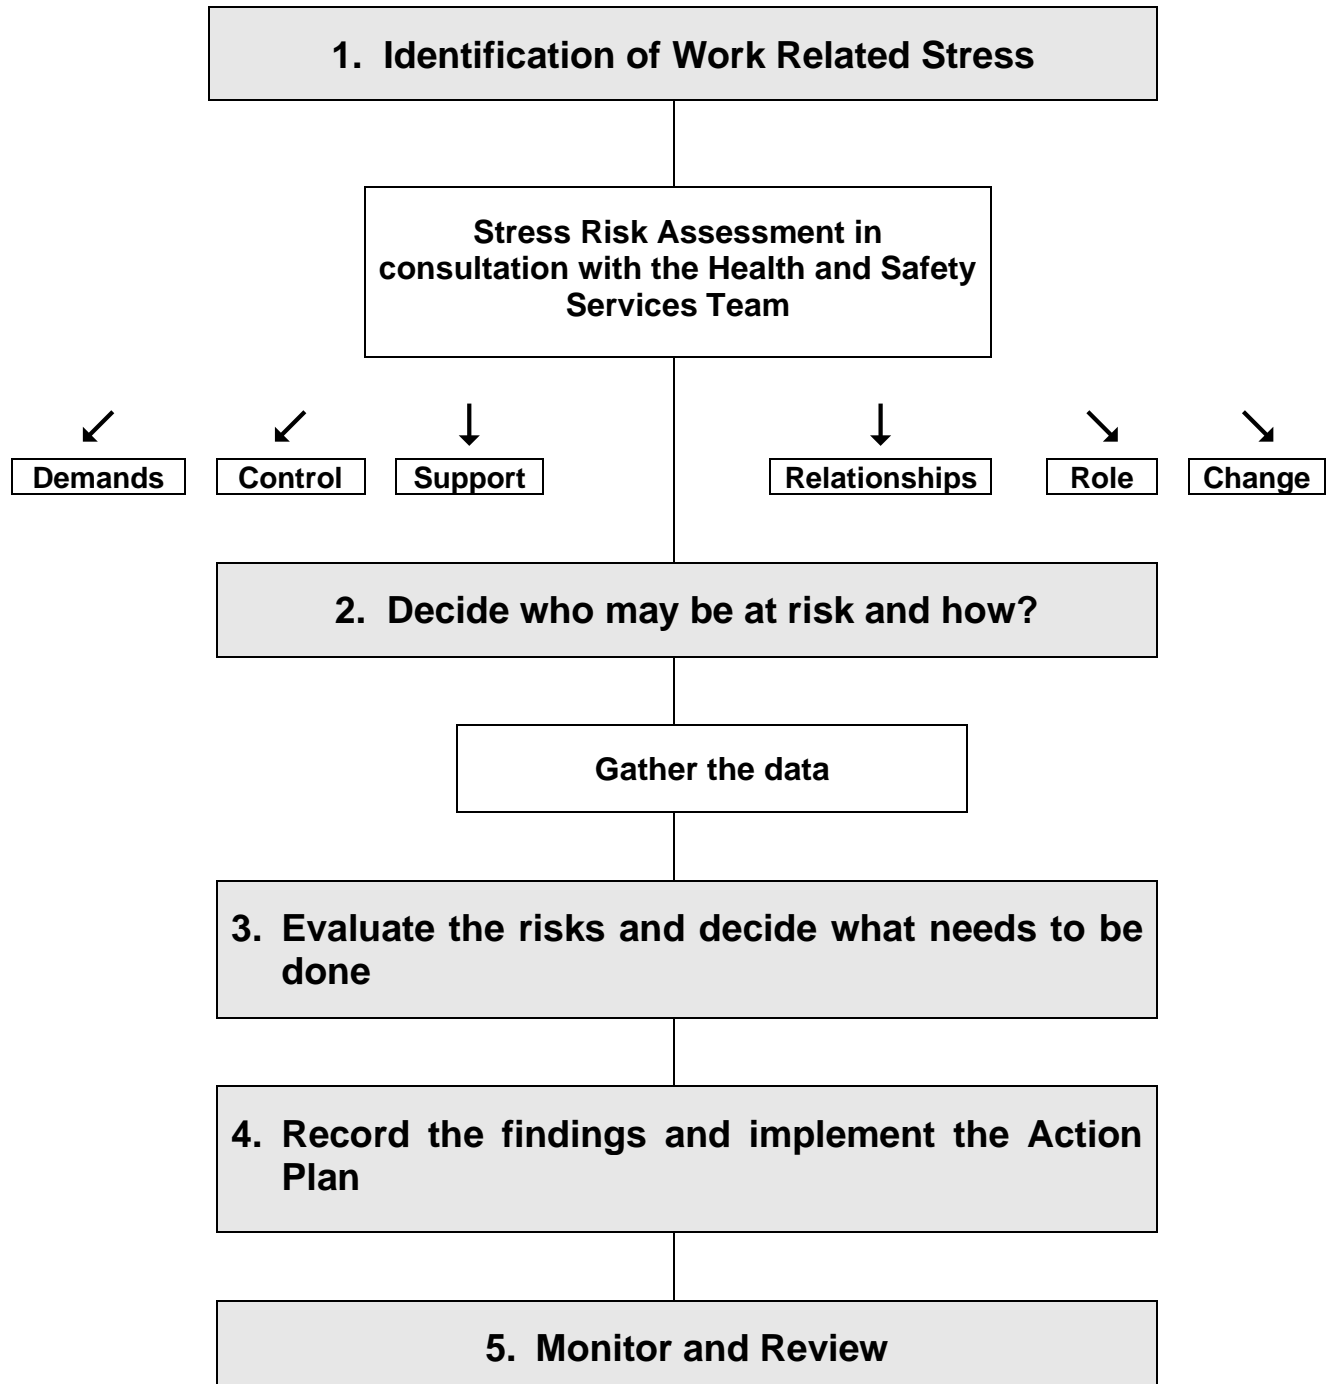 1. Identification of Work Related Stress
Stress Risk Assessment in
consultation with the Health and Safety
Services Team
Demands Control Support Relationships Role Change
2. Decide who may be at risk and how?
Gather the data
3. Evaluate the risks and decide what needs to be
done
4. Record the findings and implement the Action
Plan
5. Monitor and Review